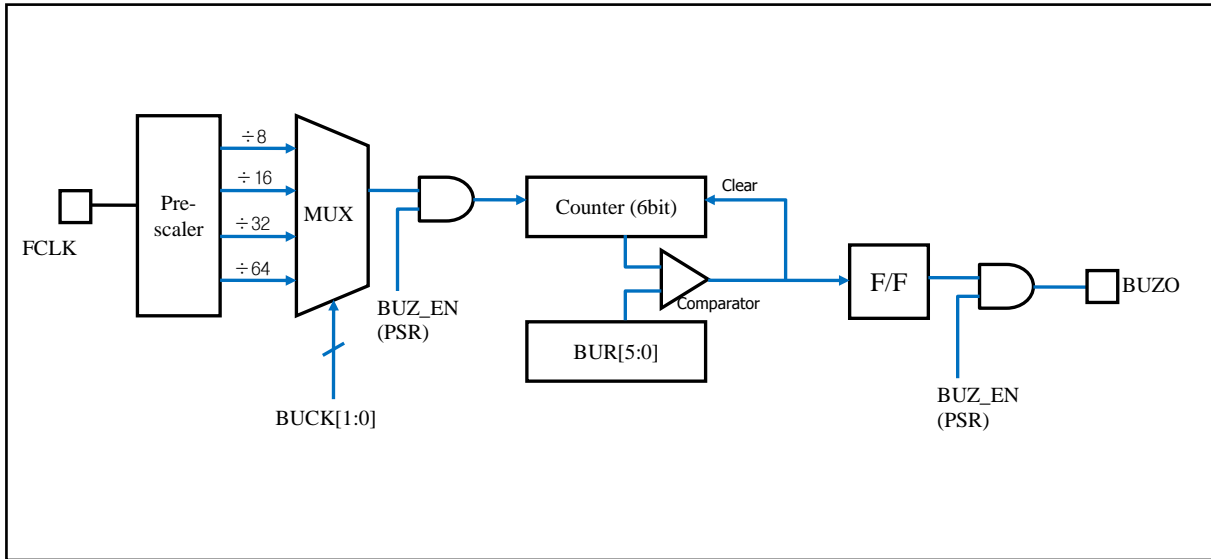 FCLK
Pre-
scaler
÷8
÷16
÷32
÷64
MUX
BUCK[1:0]
BUZ_EN
(PSR)
Counter (6bit)
Clear
Comparator
BUR[5:0]
F/F
BUZ_EN
(PSR)
BUZO